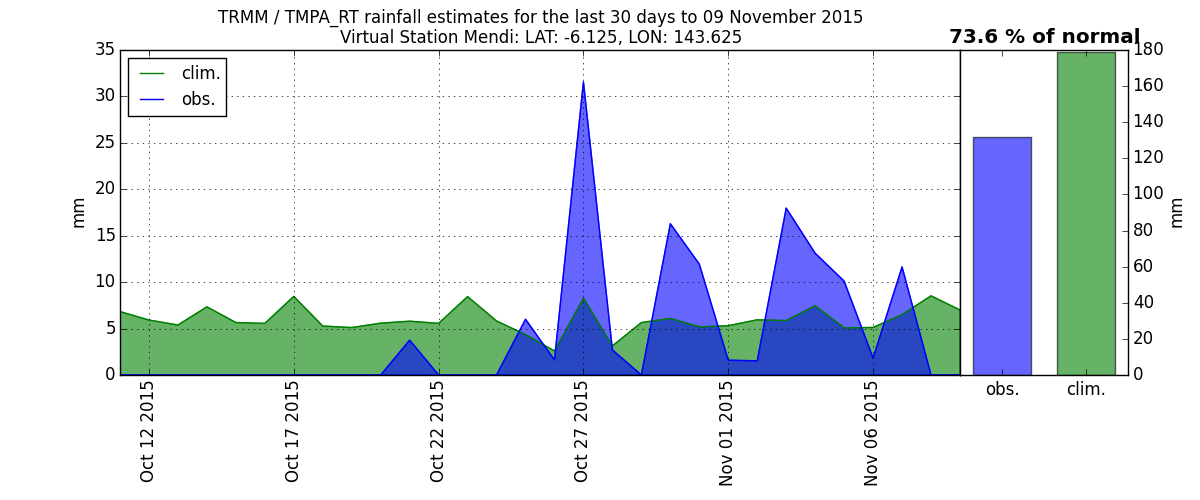 TRMM / TMPA_RT rainfall estimates for the last 30 days to 09 November 2015
Virtual Station Mendi: LAT: -6.125, LON: 143.625
73.6 % of normal
clim.
obs.
35
30
25
20
15
10
5
0
mm
Oct 12 2015
Oct 17 2015
Oct 22 2015
Oct 27 2015
Nov 01 2015
Nov 06 2015
180
160
140
120
100
80
60
40
20
0
mm
obs.
clim.